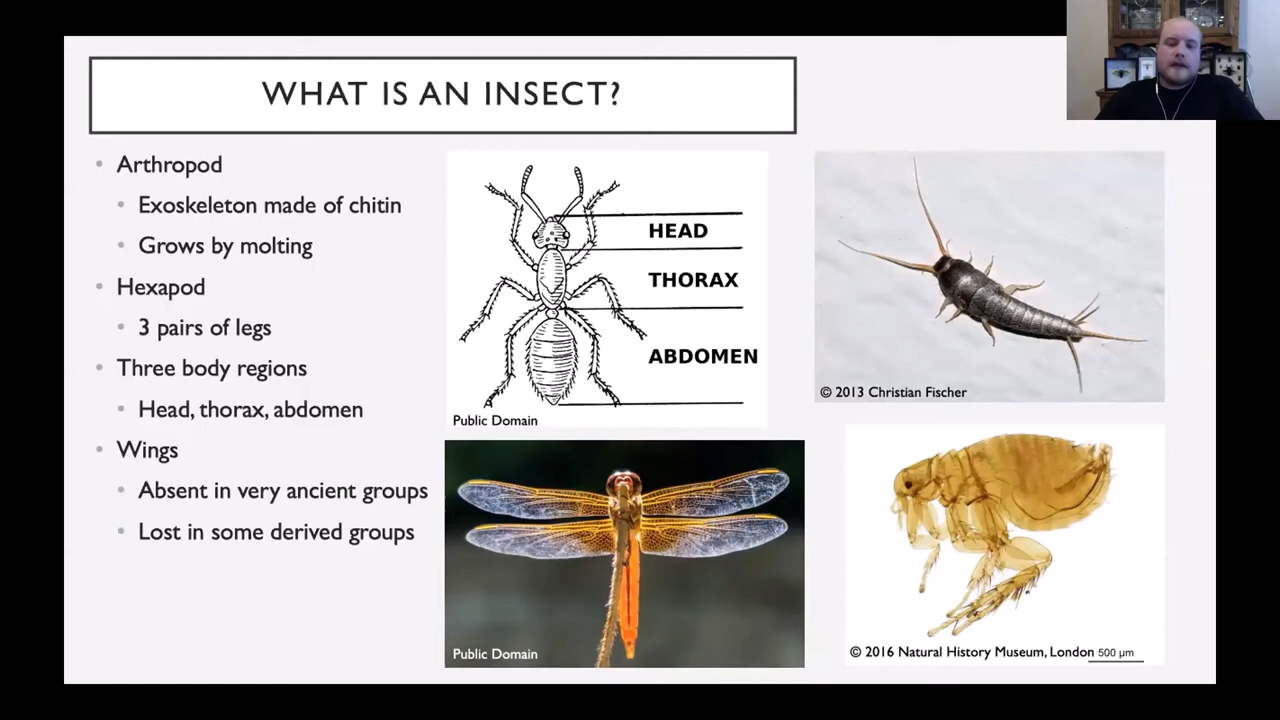 WHAT IS AN INSECT?
Arthropod
Exoskeleton made of chitin
Grows by molting
Hexapod
3 pairs of legs
Three body regions
Head, thorax, abdomen
Wings
Absent in very ancient groups
Lost in some derived groups
HEAD
THORAX
ABDOMEN
Public Domain
© 2013 Christian Fischer
Public Domain
© 2016 Natural History Museum, London
500 µm